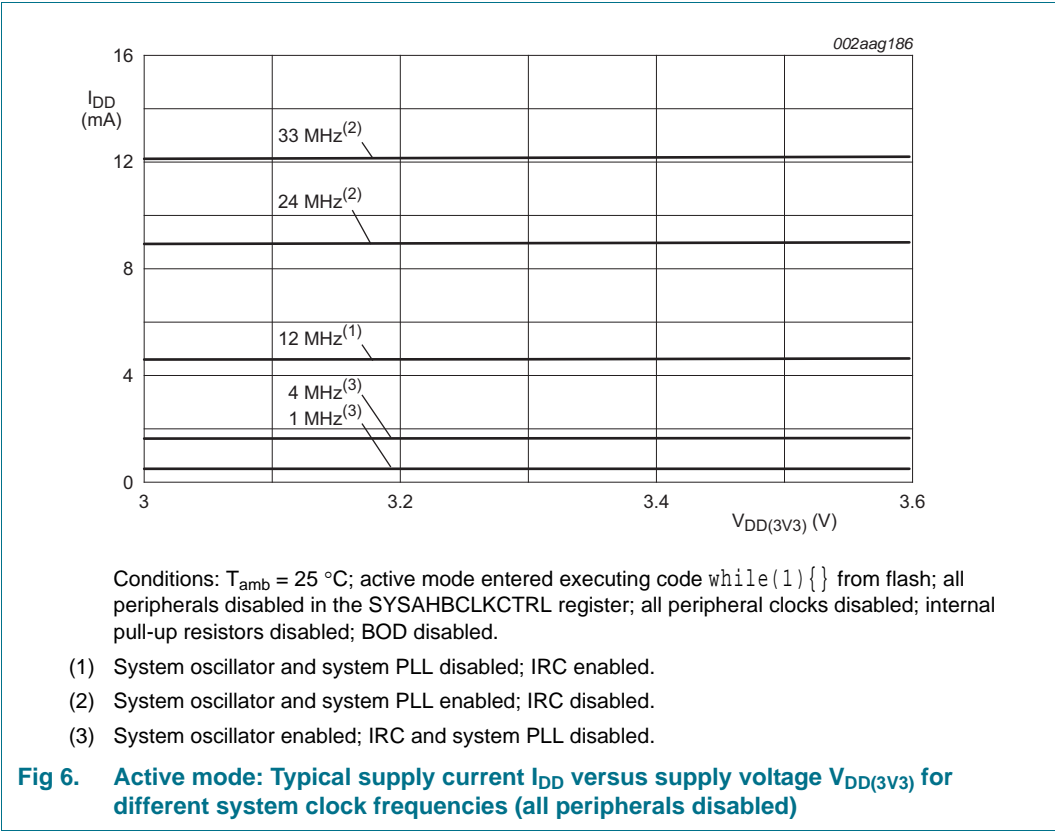 002aag186
16
I_DD
(mA)
33 MHz(2)
12
24 MHz(2)
8
12 MHz(1)
4
4 MHz(3)
1 MHz(3)
0
3
3.2
3.4
3.6
V_DD(3V3) (V)
Conditions: T_amb = 25 °C; active mode entered executing code while(1){} from flash; all
peripherals disabled in the SYSAHBCLKCTRL register; all peripheral clocks disabled; internal
pull-up resistors disabled; BOD disabled.
(1) System oscillator and system PLL disabled; IRC enabled.
(2) System oscillator and system PLL enabled; IRC disabled.
(3) System oscillator enabled; IRC and system PLL disabled.
Fig 6. Active mode: Typical supply current I_DD versus supply voltage V_DD(3V3) for
different system clock frequencies (all peripherals disabled)